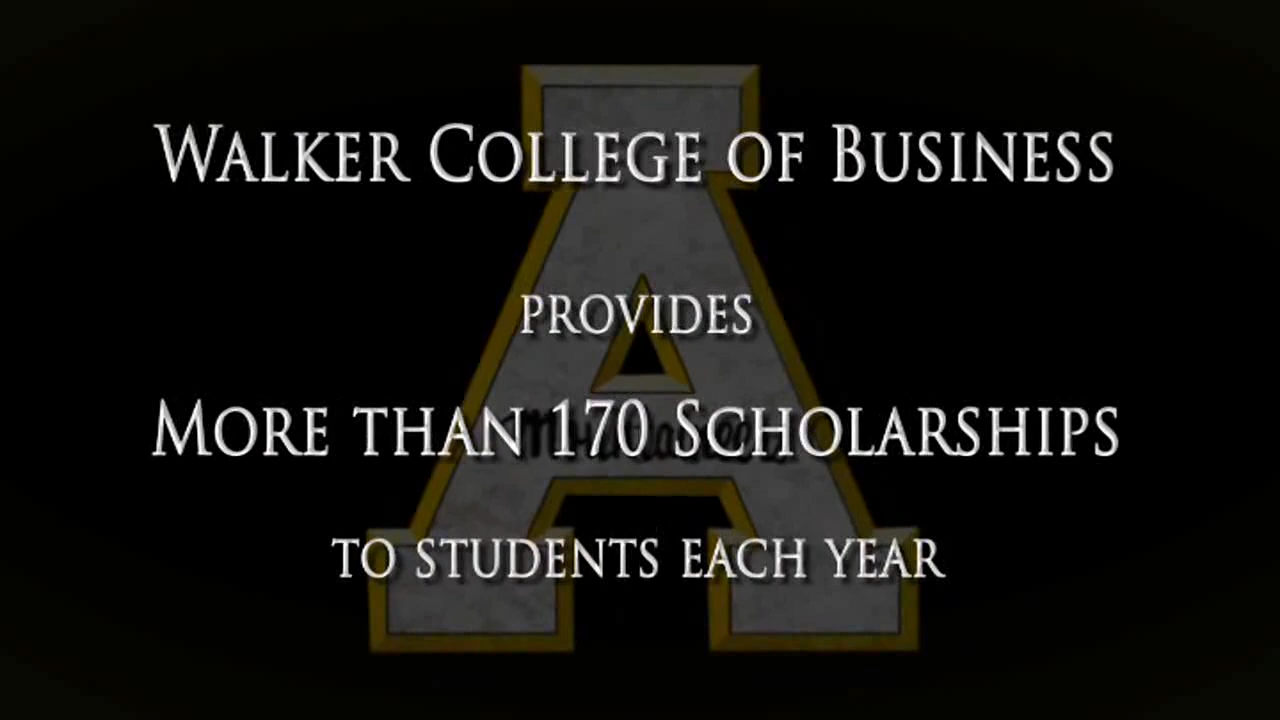 Walker College of Business
provides
More than 170 Scholarships
to students each year